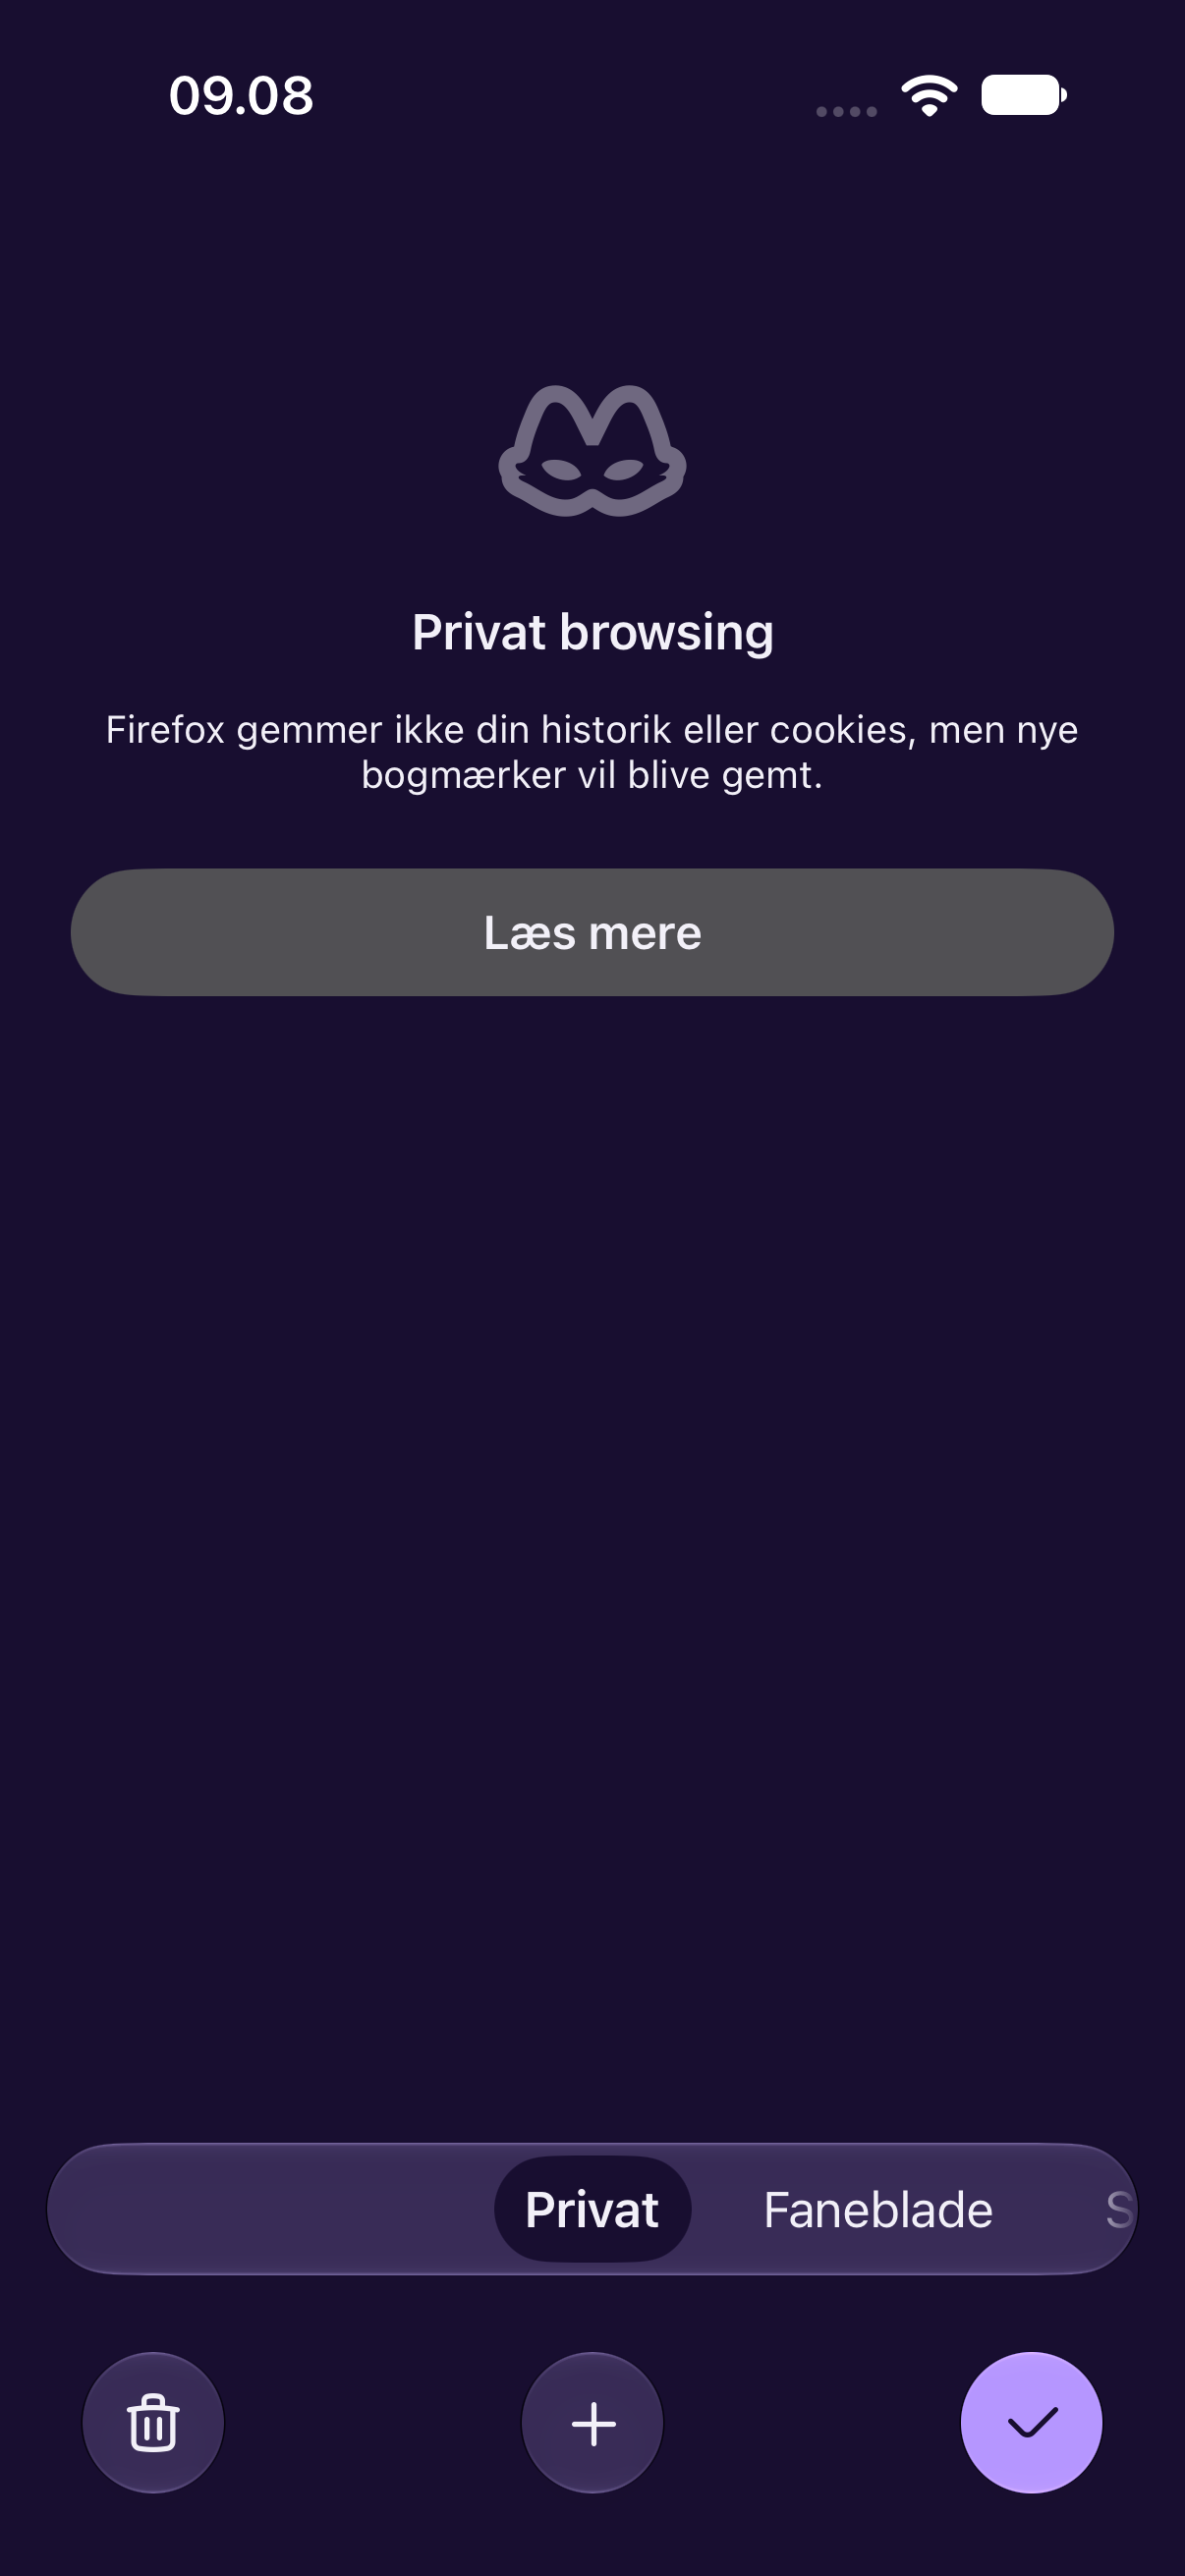 09.08
Privat browsing
Firefox gemmer ikke din historik eller cookies, men nye
bogmærker vil blive gemt.
Læs mere
Privat
Faneblade